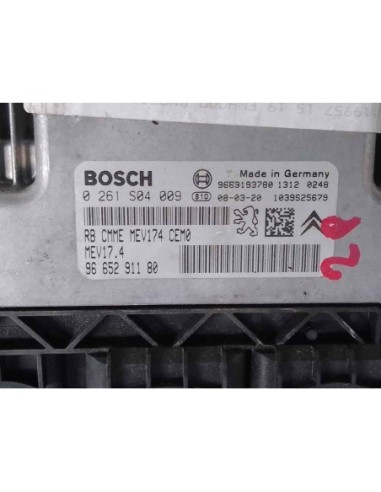 BOSCH
Made in Germany
9663193780 1312 0248
0 261 S04 009
910
08-03-20
1039S25679
RB CMME MEV174 CEM0
MEV17.4
96 652 911 80